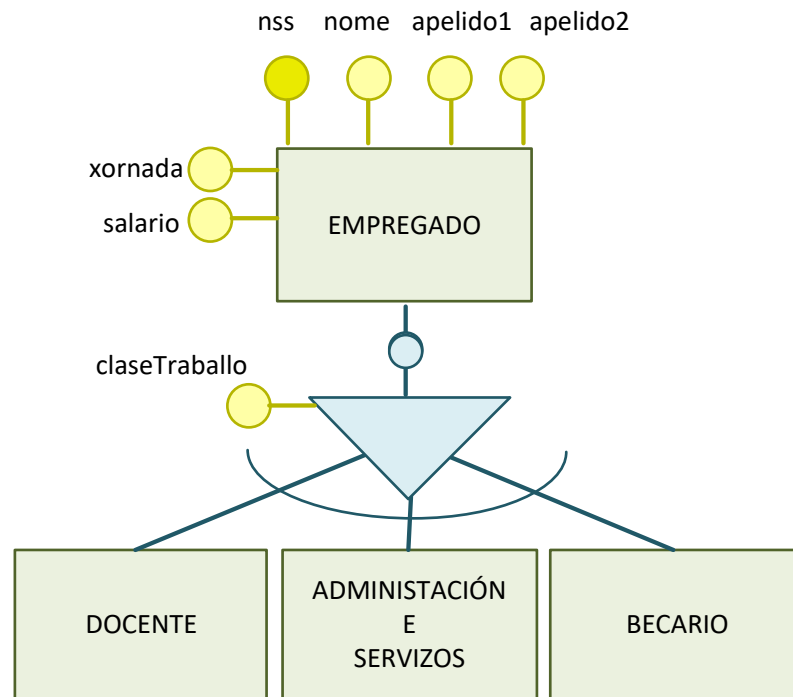 nss nome apelido1 apelido2
xornada
salario
EMPREGADO
claseTraballo
DOCENTE
ADMINISTACIÓN
E
SERVIZOS
BECARIO